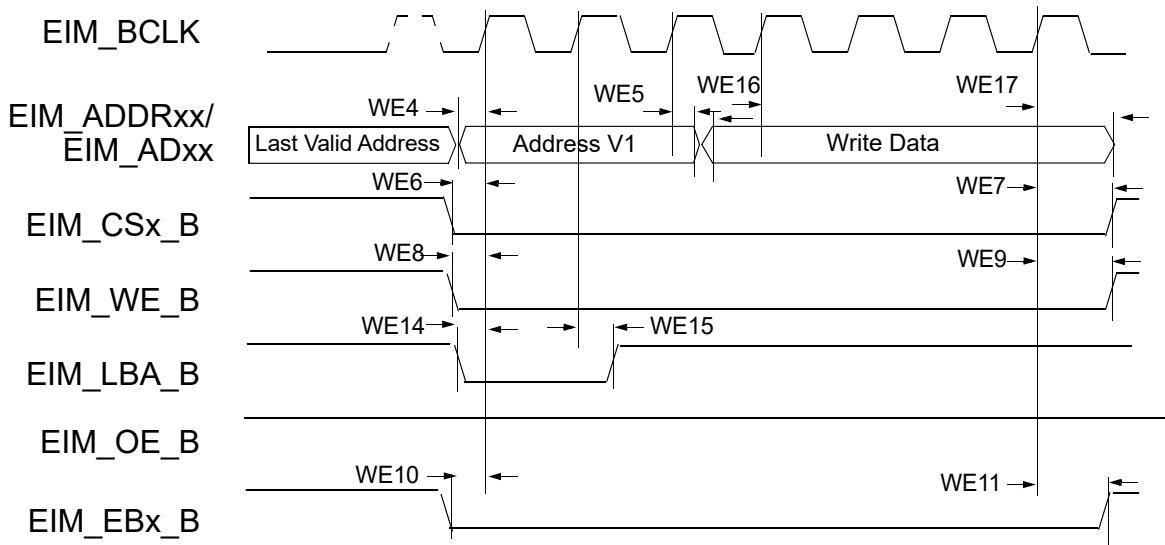 EIM_BCLK
WE4
WE5
WE16
WE17
EIM_ADDRxx/
EIM_ADxx
Last Valid Address
Address V1
Write Data
WE6
WE7
EIM_CSx_B
WE8
WE9
EIM_WE_B
WE14
WE15
EIM_LBA_B
EIM_OE_B
WE10
WE11
EIM_EBx_B